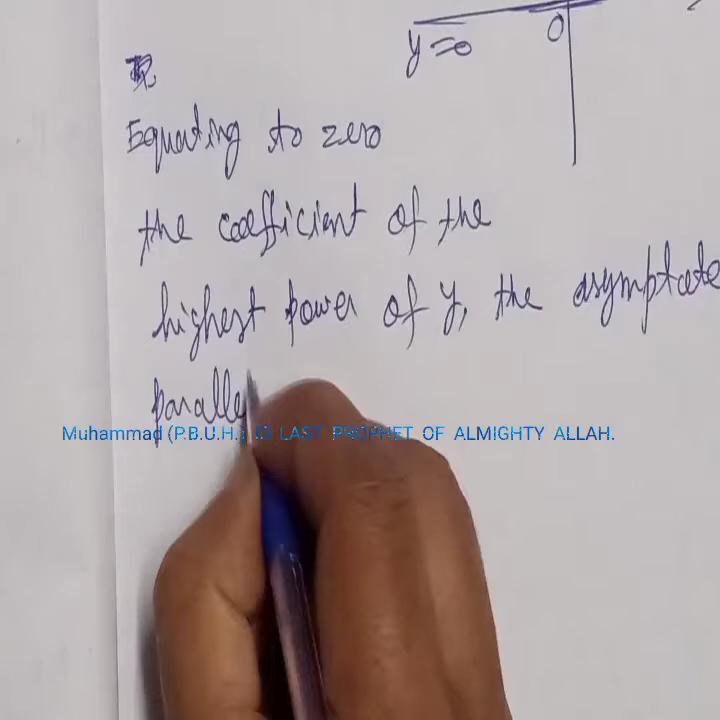 y=0
0
Equating to zero
the coefficient of the
highest power of y, the asymptote
paralle
Muhammad (P.B.U.H.) IS LAST PROPHET OF ALMIGHTY ALLAH.